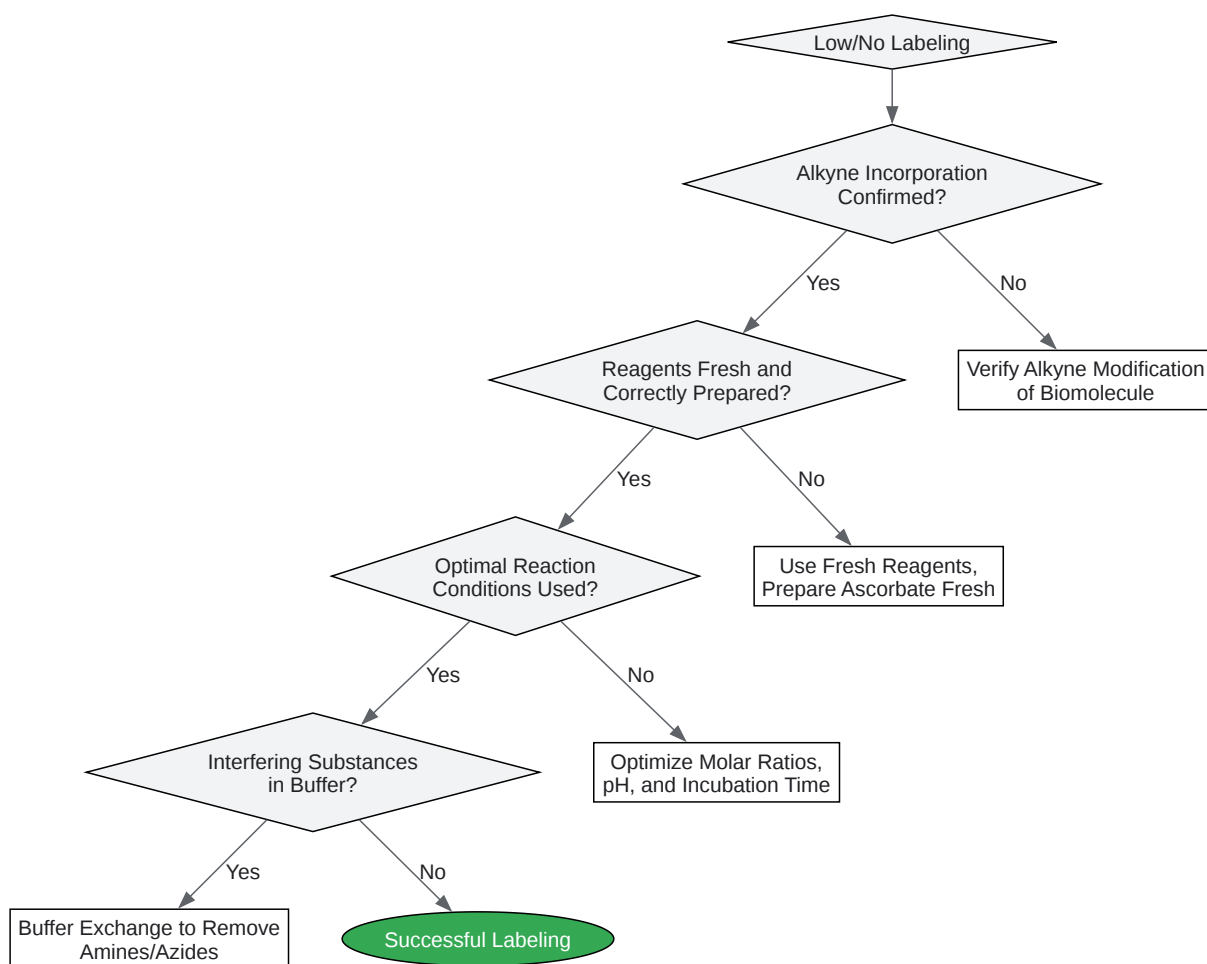 Low/No Labeling
Alkyne Incorporation
Confirmed?
Yes
No
Reagents Fresh and
Correctly Prepared?
Verify Alkyne Modification
of Biomolecule
Yes
No
Optimal Reaction
Conditions Used?
Use Fresh Reagents,
Prepare Ascorbate Fresh
Yes
No
Interfering Substances
in Buffer?
Optimize Molar Ratios,
pH, and Incubation Time
Yes
No
Buffer Exchange to Remove
Amines/Azides
Successful Labeling